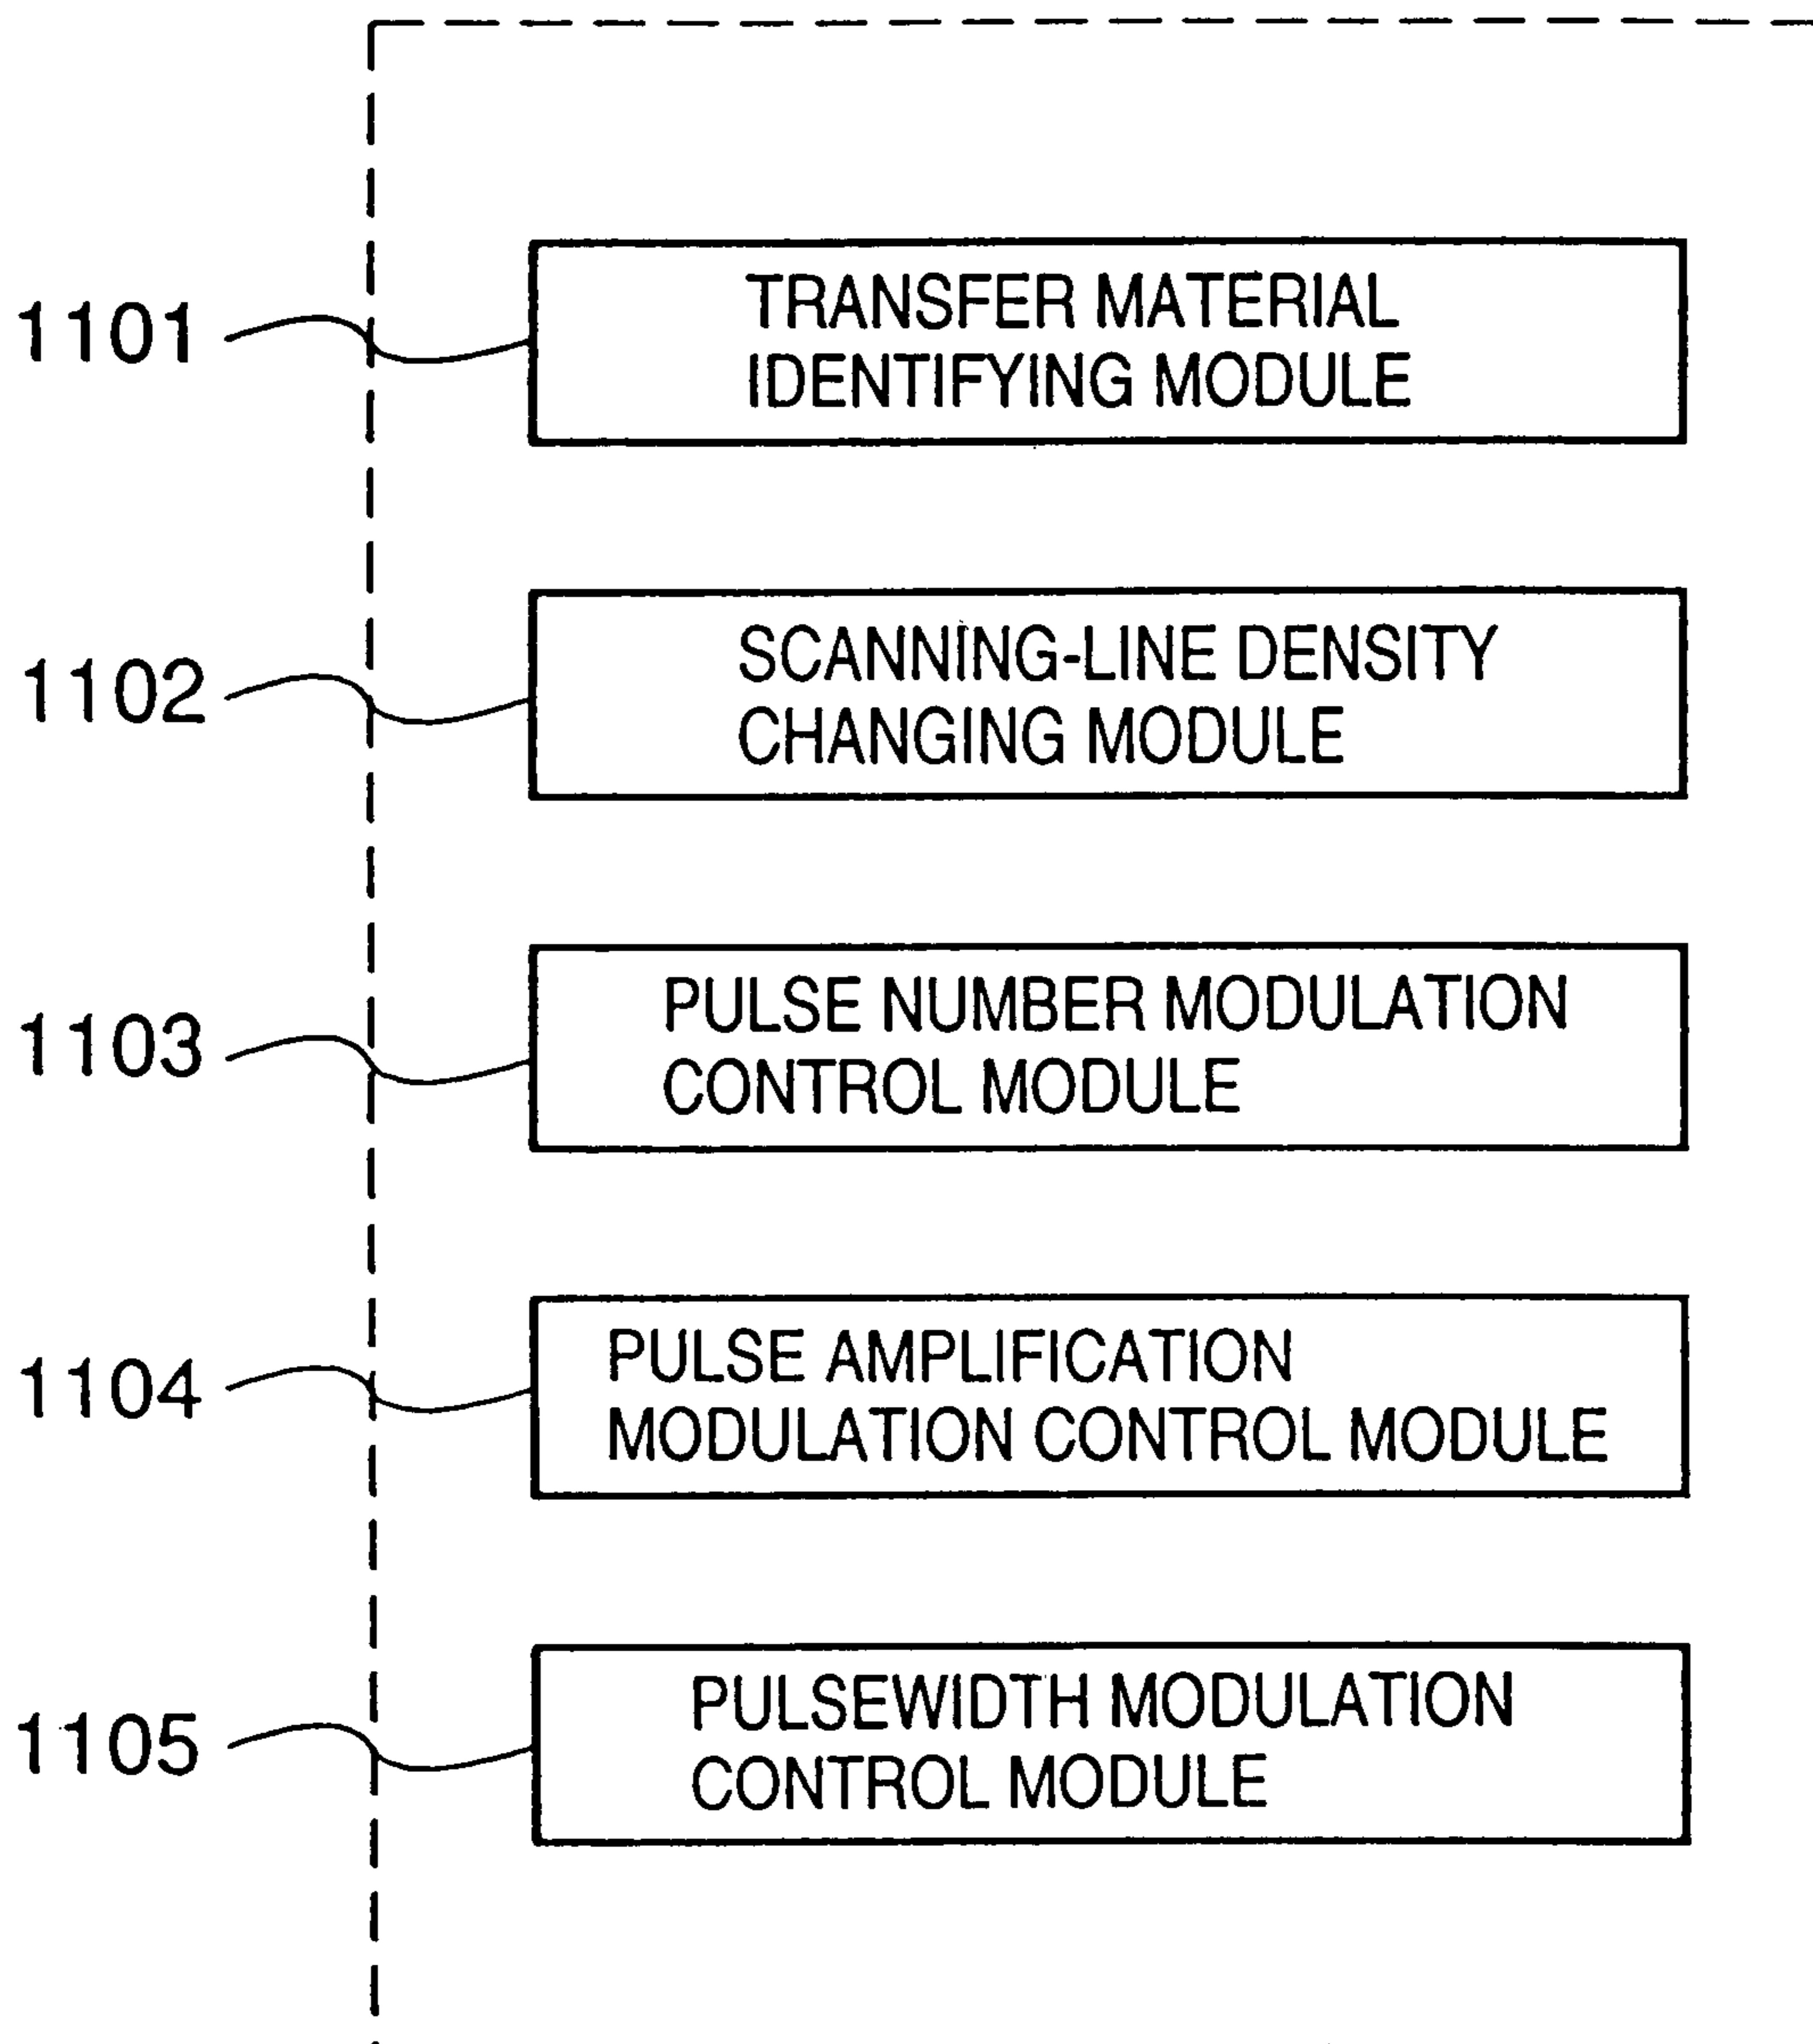 1101
TRANSFER MATERIAL
IDENTIFYING MODULE
1102
SCANNING-LINE DENSITY
CHANGING MODULE
1103
PULSE NUMBER MODULATION
CONTROL MODULE
1104
PULSE AMPLIFICATION
MODULATION CONTROL MODULE
1105
PULSEWIDTH MODULATION
CONTROL MODULE